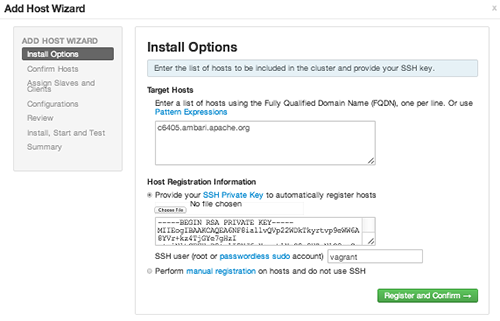 Add Host Wizard
x
ADD HOST WIZARD
Install Options
Confirm Hosts
Assign Slaves and
Clients
Configurations
Review
Install, Start and Test
Summary
Install Options
Enter the list of hosts to be included in the cluster and provide your SSH key.
Target Hosts
Enter a list of hosts using the Fully Qualified Domain Name (FQDN), one per line. Or use
Pattern Expressions
c6405.ambari.apache.org
Host Registration Information
Provide your SSH Private Key to automatically register hosts
Choose File No file chosen
-----BEGIN RSA PRIVATE KEY-----
SSH user (root or passwordless sudo account) vagrant
Perform manual registration on hosts and do not use SSH
Register and Confirm →